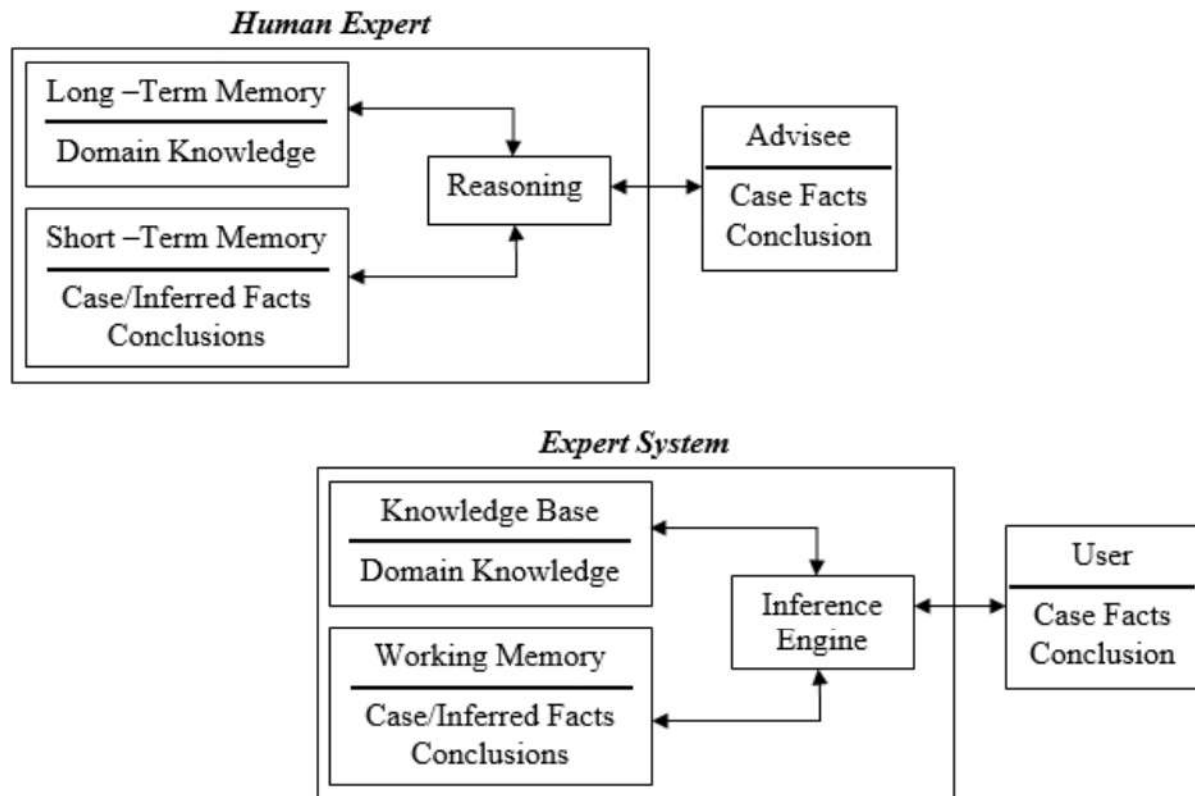 Human Expert
Long –Term Memory
Domain Knowledge
Short –Term Memory
Case/Inferred Facts
Conclusions
Reasoning
Advisee
Case Facts
Conclusion
Expert System
Knowledge Base
Domain Knowledge
Working Memory
Case/Inferred Facts
Conclusions
Inference
Engine
User
Case Facts
Conclusion